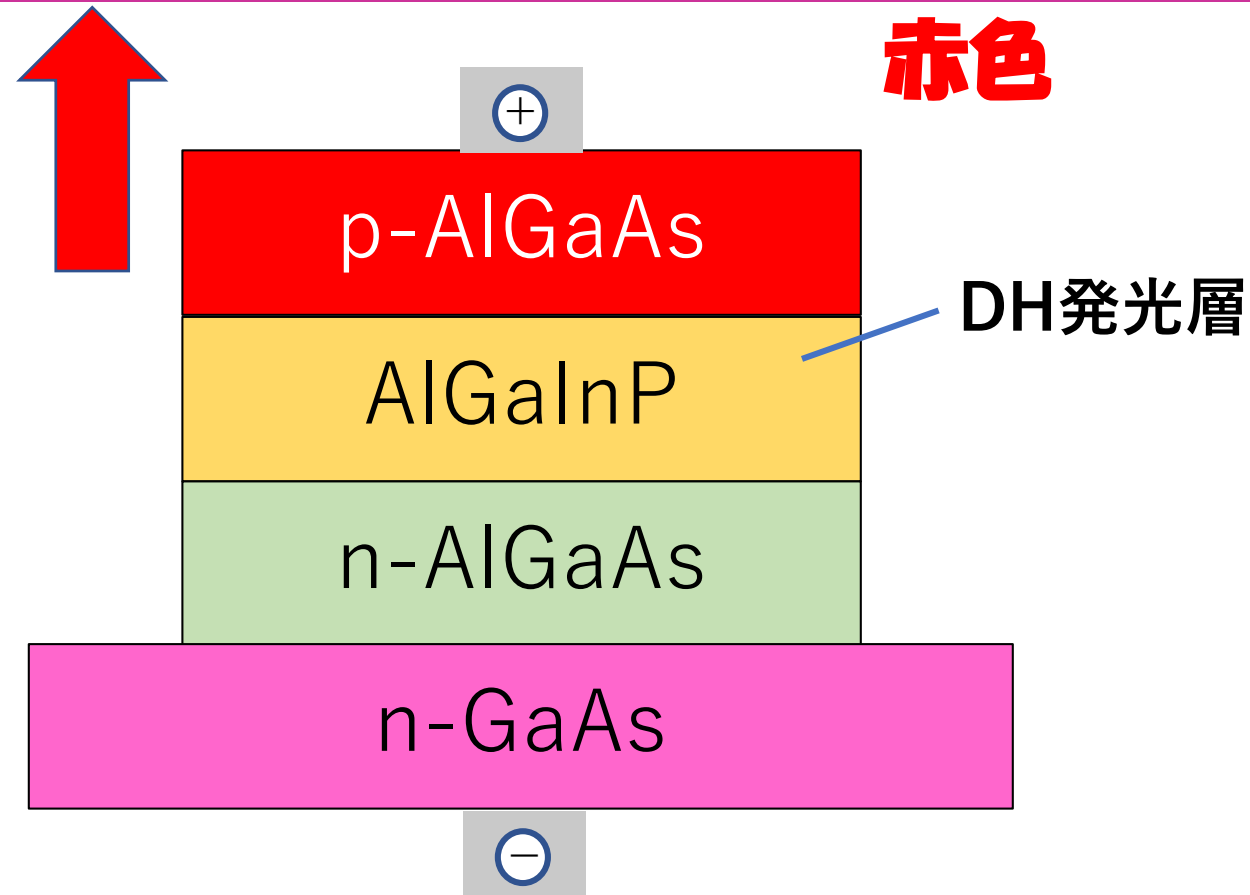 赤色
+
p-AlGaAs
DH発光層
AlGaInP
n-AlGaAs
n-GaAs
−